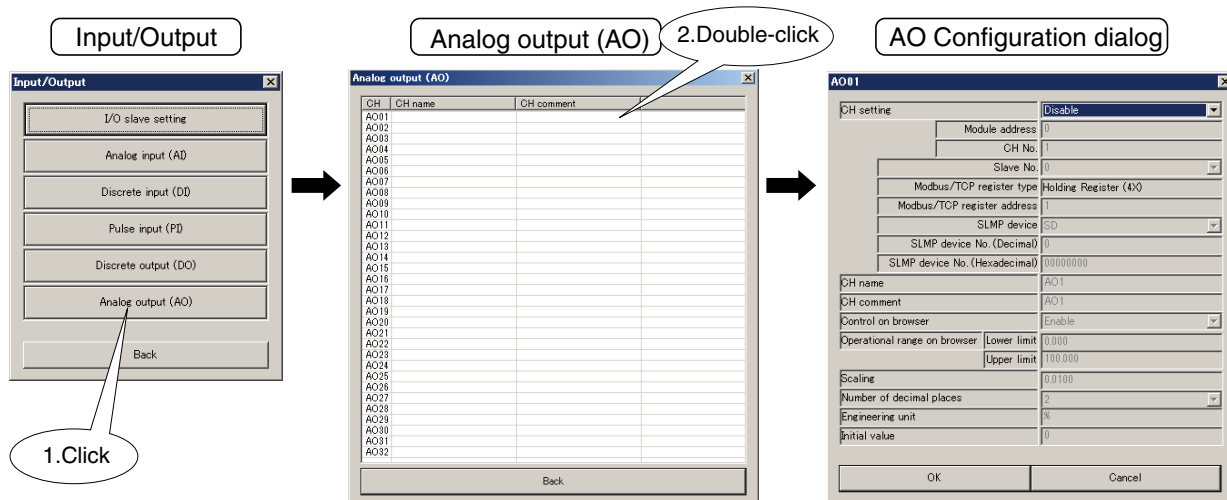 Input/Output
Analog output (AO)
2.Double-click
AO Configuration dialog
Input/Output
I/O slave setting
Analog input (AI)
Discrete input (DI)
Pulse input (PI)
Discrete output (DO)
Analog output (AO)
Back
1.Click
Analog output (AO)
CH CH name CH comment
AO01
AO02
AO03
AO04
AO05
AO06
AO07
AO08
AO09
AO10
AO11
AO12
AO13
AO14
AO15
AO16
AO17
AO18
AO19
AO20
AO21
AO22
AO23
AO24
AO25
AO26
AO27
AO28
AO29
AO30
AO31
AO32
Back
AO01
CH setting Disable
Module address 0
CH No. 1
Slave No. 0
Modbus/TCP register type Holding Register (4X)
Modbus/TCP register address 1
SLMP device SD
SLMP device No. (Decimal) 0
SLMP device No. (Hexadecimal) 00000000
CH name AO1
CH comment AO1
Control on browser Enable
Operational range on browser Lower limit 0.000
Upper limit 100.000
Scaling 0.0100
Number of decimal places 2
Engineering unit %
Initial value 0
OK Cancel